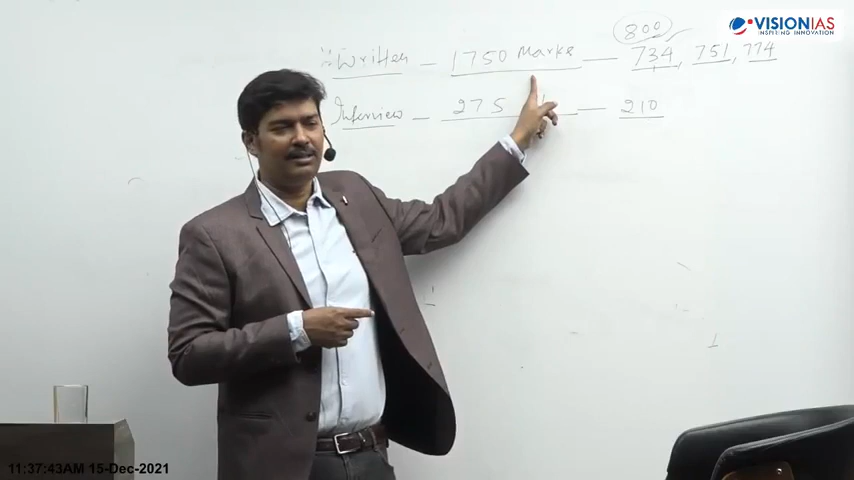 800
VISIONIAS
INSPIRING INNOVATION
Written – 1750 Marks – 734, 751, 774
Interview – 275 – 210
11:37:43AM 15-Dec-2021